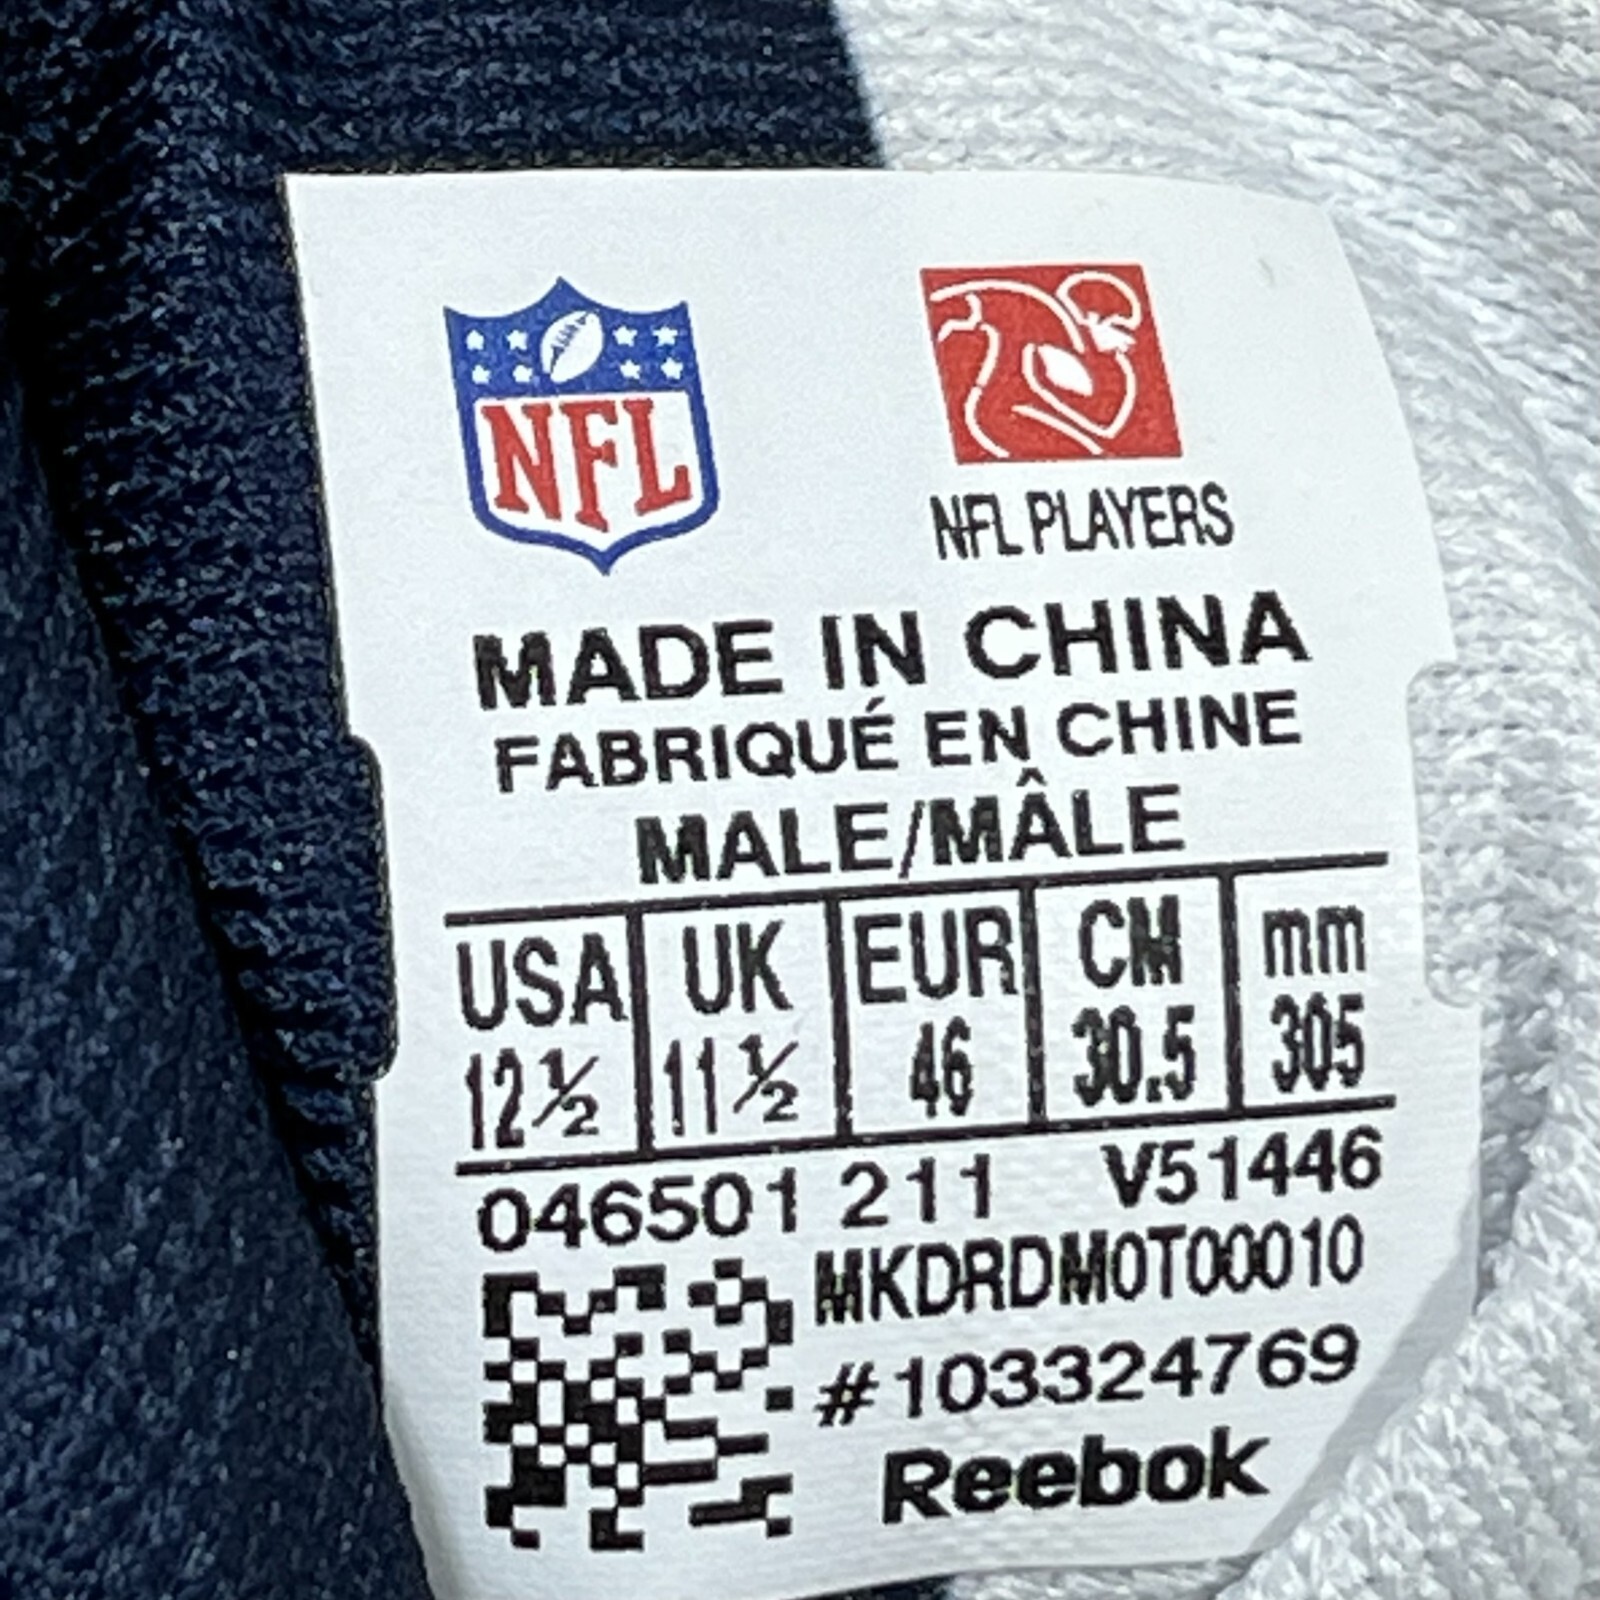 NFL
NFL PLAYERS
MADE IN CHINA
FABRIQUÉ EN CHINE
MALE/MÂLE
USA UK EUR CM mm
12½ 11½ 46 30.5 305
046501 211 V51446
MKDRDM0T00010
#103324769
Reebok